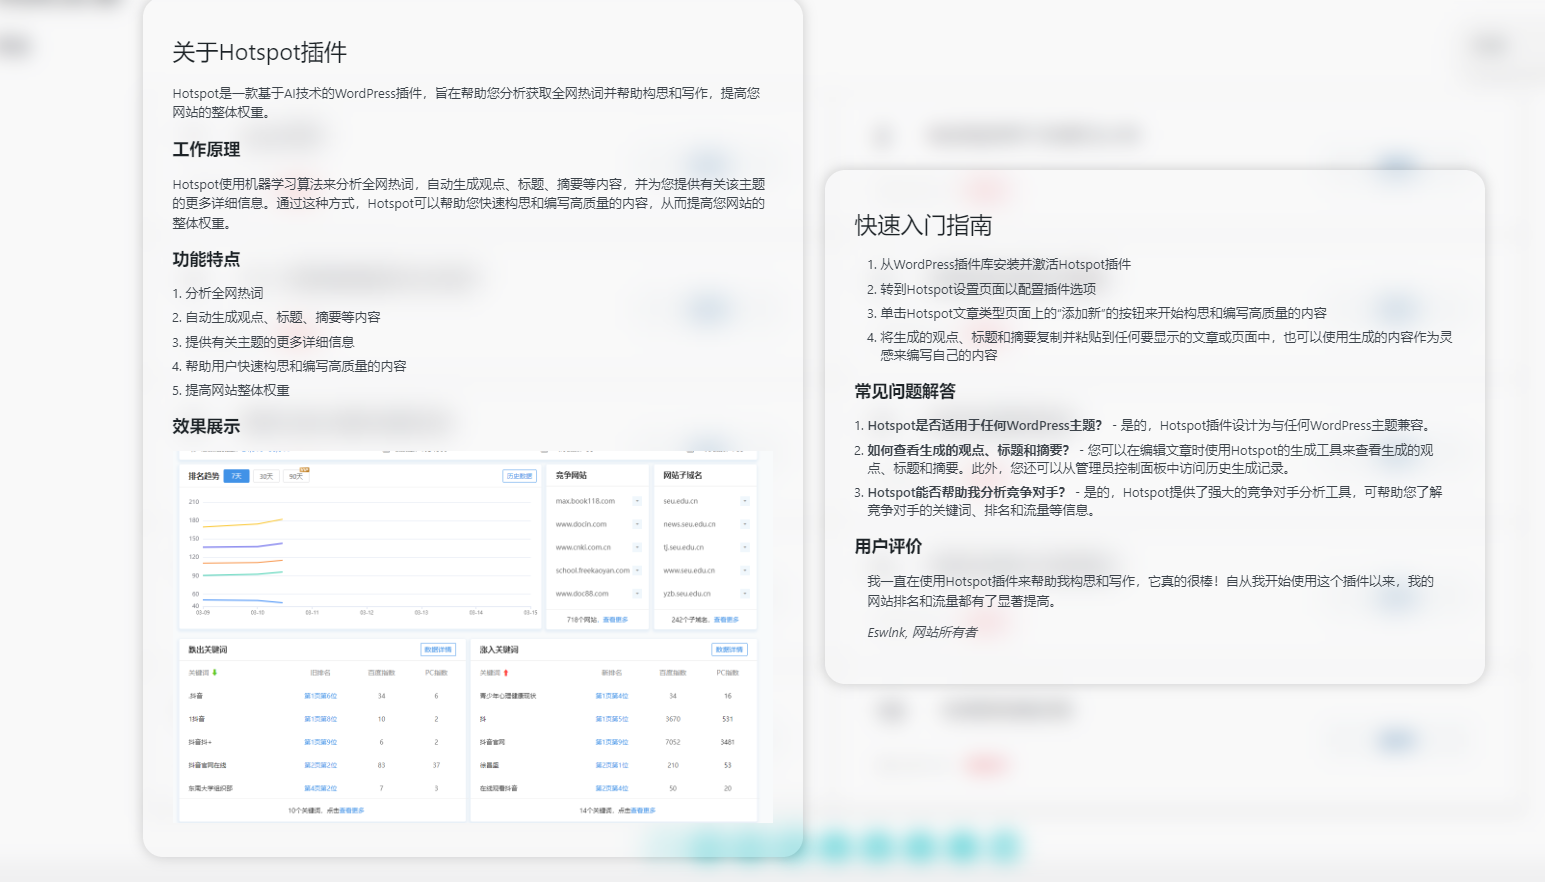 关于Hotspot插件
Hotspot是一款基于AI技术的WordPress插件，旨在帮助您分析获取全网热词并帮助构思和写作，提高您
网站的整体权重。
工作原理
Hotspot使用机器学习算法来分析全网热词，自动生成观点、标题、摘要等内容，并为您提供有关该主题
的更多详细信息。通过这种方式，Hotspot可以帮助您快速构思和编写高质量的内容，从而提高您网站的
整体权重。
功能特点
1. 分析全网热词
2. 自动生成观点、标题、摘要等内容
3. 提供有关主题的更多详细信息
4. 帮助用户快速构思和编写高质量的内容
5. 提高网站整体权重
效果展示
排名趋势 7天 30天 90天 历史数据
210
180
150
120
90
60
40
03-09 03-10 03-11 03-12 03-13 03-14 03-15
竞争网站
max.book118.com
www.docin.com
www.cnki.com.cn
school.freekaoyan.com
www.doc88.com
718个网站，查看更多
网站子域名
seu.edu.cn
news.seu.edu.cn
tj.seu.edu.cn
www.seu.edu.cn
yzb.seu.edu.cn
242个子域名，查看更多
跌出关键词 数据详情
关键词 旧排名 百度指数 PC指数
.抖音 第1页第6位 34 6
1抖音 第1页第8位 10 2
抖音抖+ 第1页第9位 6 2
抖音官网在线 第2页第2位 83 37
东南大学组织部 第4页第2位 7 3
10个关键词，点击查看更多
涨入关键词 数据详情
关键词 新排名 百度指数 PC指数
青少年心理健康现状 第1页第4位 34 16
抖 第1页第5位 3670 531
抖音官网 第1页第9位 7052 3481
徐昌盛 第2页第1位 210 53
在线观看抖音 第2页第4位 50 20
14个关键词，点击查看更多
快速入门指南
1. 从WordPress插件库安装并激活Hotspot插件
2. 转到Hotspot设置页面以配置插件选项
3. 单击Hotspot文章类型页面上的“添加新”的按钮来开始构思和编写高质量的内容
4. 将生成的观点、标题和摘要复制并粘贴到任何要显示的文章或页面中，也可以使用生成的内容作为灵
感来编写自己的内容
常见问题解答
1. Hotspot是否适用于任何WordPress主题？ - 是的，Hotspot插件设计为与任何WordPress主题兼容。
2. 如何查看生成的观点、标题和摘要？ - 您可以在编辑文章时使用Hotspot的生成工具来查看生成的观
点、标题和摘要。此外，您还可以从管理员控制面板中访问历史生成记录。
3. Hotspot能否帮助我分析竞争对手？ - 是的，Hotspot提供了强大的竞争对手分析工具，可帮助您了解
竞争对手的关键词、排名和流量等信息。
用户评价
我一直在使用Hotspot插件来帮助我构思和写作，它真的很棒！自从我开始使用这个插件以来，我的
网站排名和流量都有了显著提高。
Eswlnk, 网站所有者